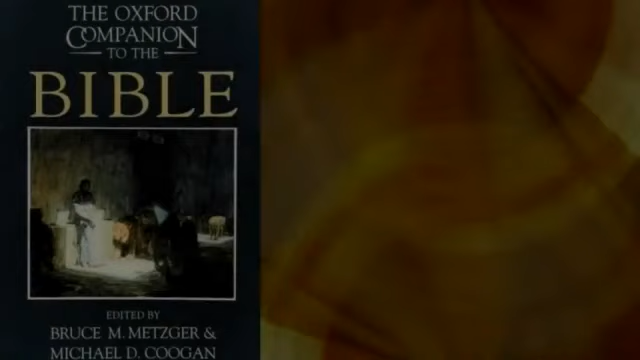 THE OXFORD
COMPANION
TO THE
BIBLE
EDITED BY
BRUCE M. METZGER &
MICHAEL D. COOGAN